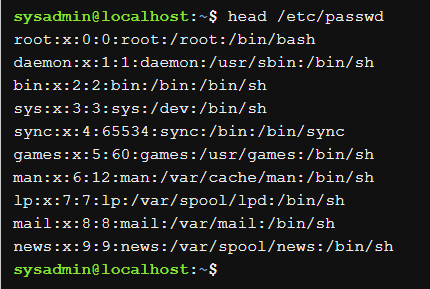 sysadmin@localhost:~$ head /etc/passwd
root:x:0:0:root:/root:/bin/bash
daemon:x:1:1:daemon:/usr/sbin:/bin/sh
bin:x:2:2:bin:/bin:/bin/sh
sys:x:3:3:sys:/dev:/bin/sh
sync:x:4:65534:sync:/bin:/bin/sync
games:x:5:60:games:/usr/games:/bin/sh
man:x:6:12:man:/var/cache/man:/bin/sh
lp:x:7:7:lp:/var/spool/lpd:/bin/sh
mail:x:8:8:mail:/var/mail:/bin/sh
news:x:9:9:news:/var/spool/news:/bin/sh
sysadmin@localhost:~$